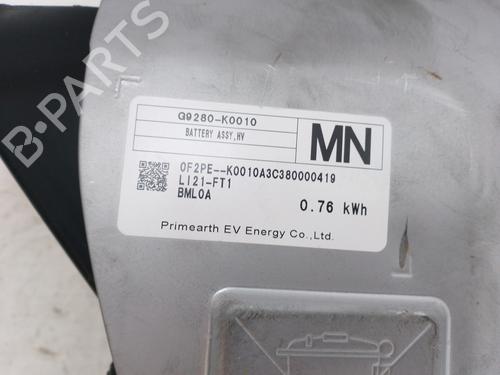 G9280-K0010
BATTERY ASSY,HV
MN
0F2PE--K0010A3C380000419
LI21-FT1
BML0A
0.76 kWh
Primearth EV Energy Co.,Ltd.